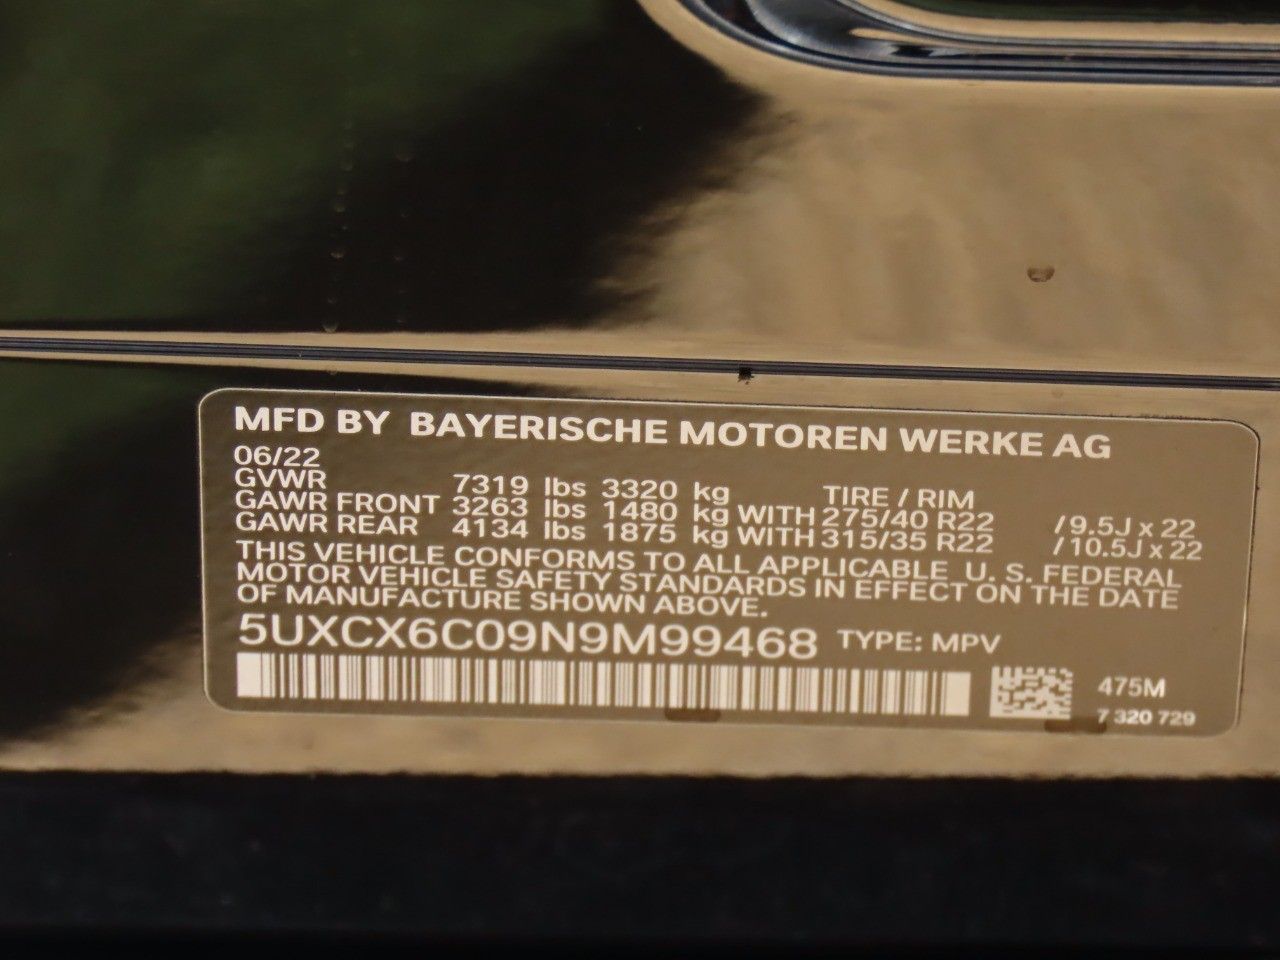 MFD BY BAYERISCHE MOTOREN WERKE AG
06/22
GVWR 7319 lbs 3320 kg TIRE / RIM
GAWR FRONT 3263 lbs 1480 kg WITH 275/40 R22 / 9.5J x 22
GAWR REAR 4134 lbs 1875 kg WITH 315/35 R22 / 10.5J x 22
THIS VEHICLE CONFORMS TO ALL APPLICABLE U. S. FEDERAL
MOTOR VEHICLE SAFETY STANDARDS IN EFFECT ON THE DATE
OF MANUFACTURE SHOWN ABOVE.
5UXCX6C09N9M99468 TYPE: MPV
475M
7 320 729